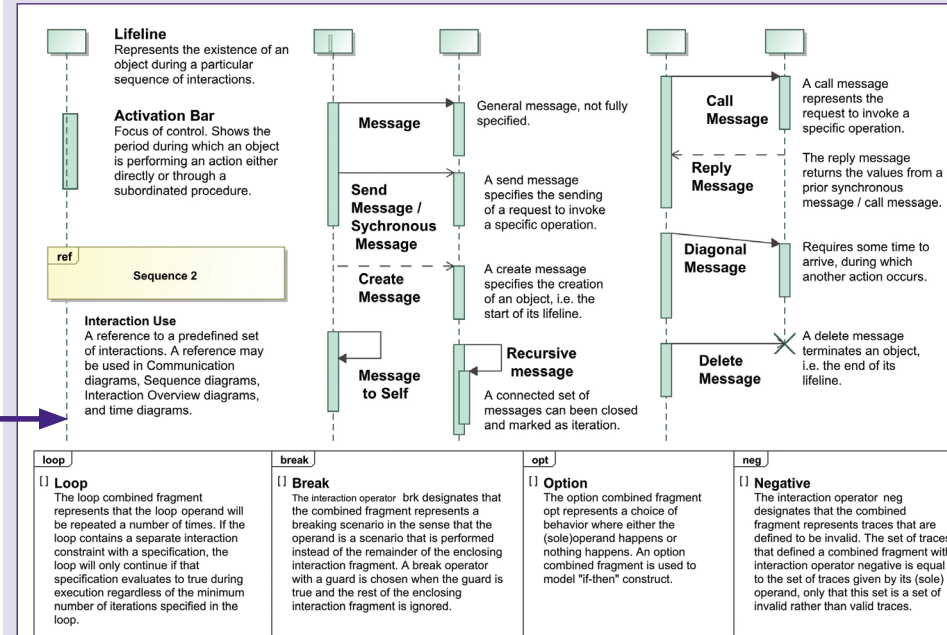 Lifeline
Represents the existence of an
object during a particular
sequence of interactions.
Activation Bar
Focus of control. Shows the
period during which an object
is performing an action either
directly or through a
subordinated procedure.
ref
Sequence 2
Interaction Use
A reference to a predefined set
of interactions. A reference may
be used in Communication
diagrams, Sequence diagrams,
Interaction Overview diagrams,
and time diagrams.
Message
General message, not fully
specified.
Send
Message /
Sychronous
Message
A send message
specifies the sending
of a request to invoke
a specific operation.
Create
Message
A create message
specifies the creation
of an object, i.e. the
start of its lifeline.
Message
to Self
Recursive
message
A connected set of
messages can been closed
and marked as iteration.
Call
Message
A call message
represents the
request to invoke a
specific operation.
Reply
Message
The reply message
returns the values from a
prior synchronous
message / call message.
Diagonal
Message
Requires some time to
arrive, during which
another action occurs.
Delete
Message
A delete message
terminates an object,
i.e. the end of its
lifeline.
loop
[ ] Loop
The loop combined fragment
represents that the loop operand will
be repeated a number of times. If the
loop contains a separate interaction
constraint with a specification, the
loop will only continue if that
specification evaluates to true during
execution regardless of the minimum
number of iterations specified in the
loop.
break
[ ] Break
The interaction operator brk designates that
the combined fragment represents a
breaking scenario in the sense that the
operand is a scenario that is performed
instead of the remainder of the enclosing
interaction fragment. A break operator
with a guard is chosen when the guard is
true and the rest of the enclosing
interaction fragment is ignored.
opt
[ ] Option
The option combined fragment
opt represents a choice of
behavior where either the
(sole)operand happens or
nothing happens. An option
combined fragment is used to
model "if-then" construct.
neg
[ ] Negative
The interaction operator neg
designates that the combined
fragment represents traces that are
defined to be invalid. The set of traces
that defined a combined fragment with
interaction operator negative is equal
to the set of traces given by its (sole)
operand, only that this set is a set of
invalid rather than valid traces.